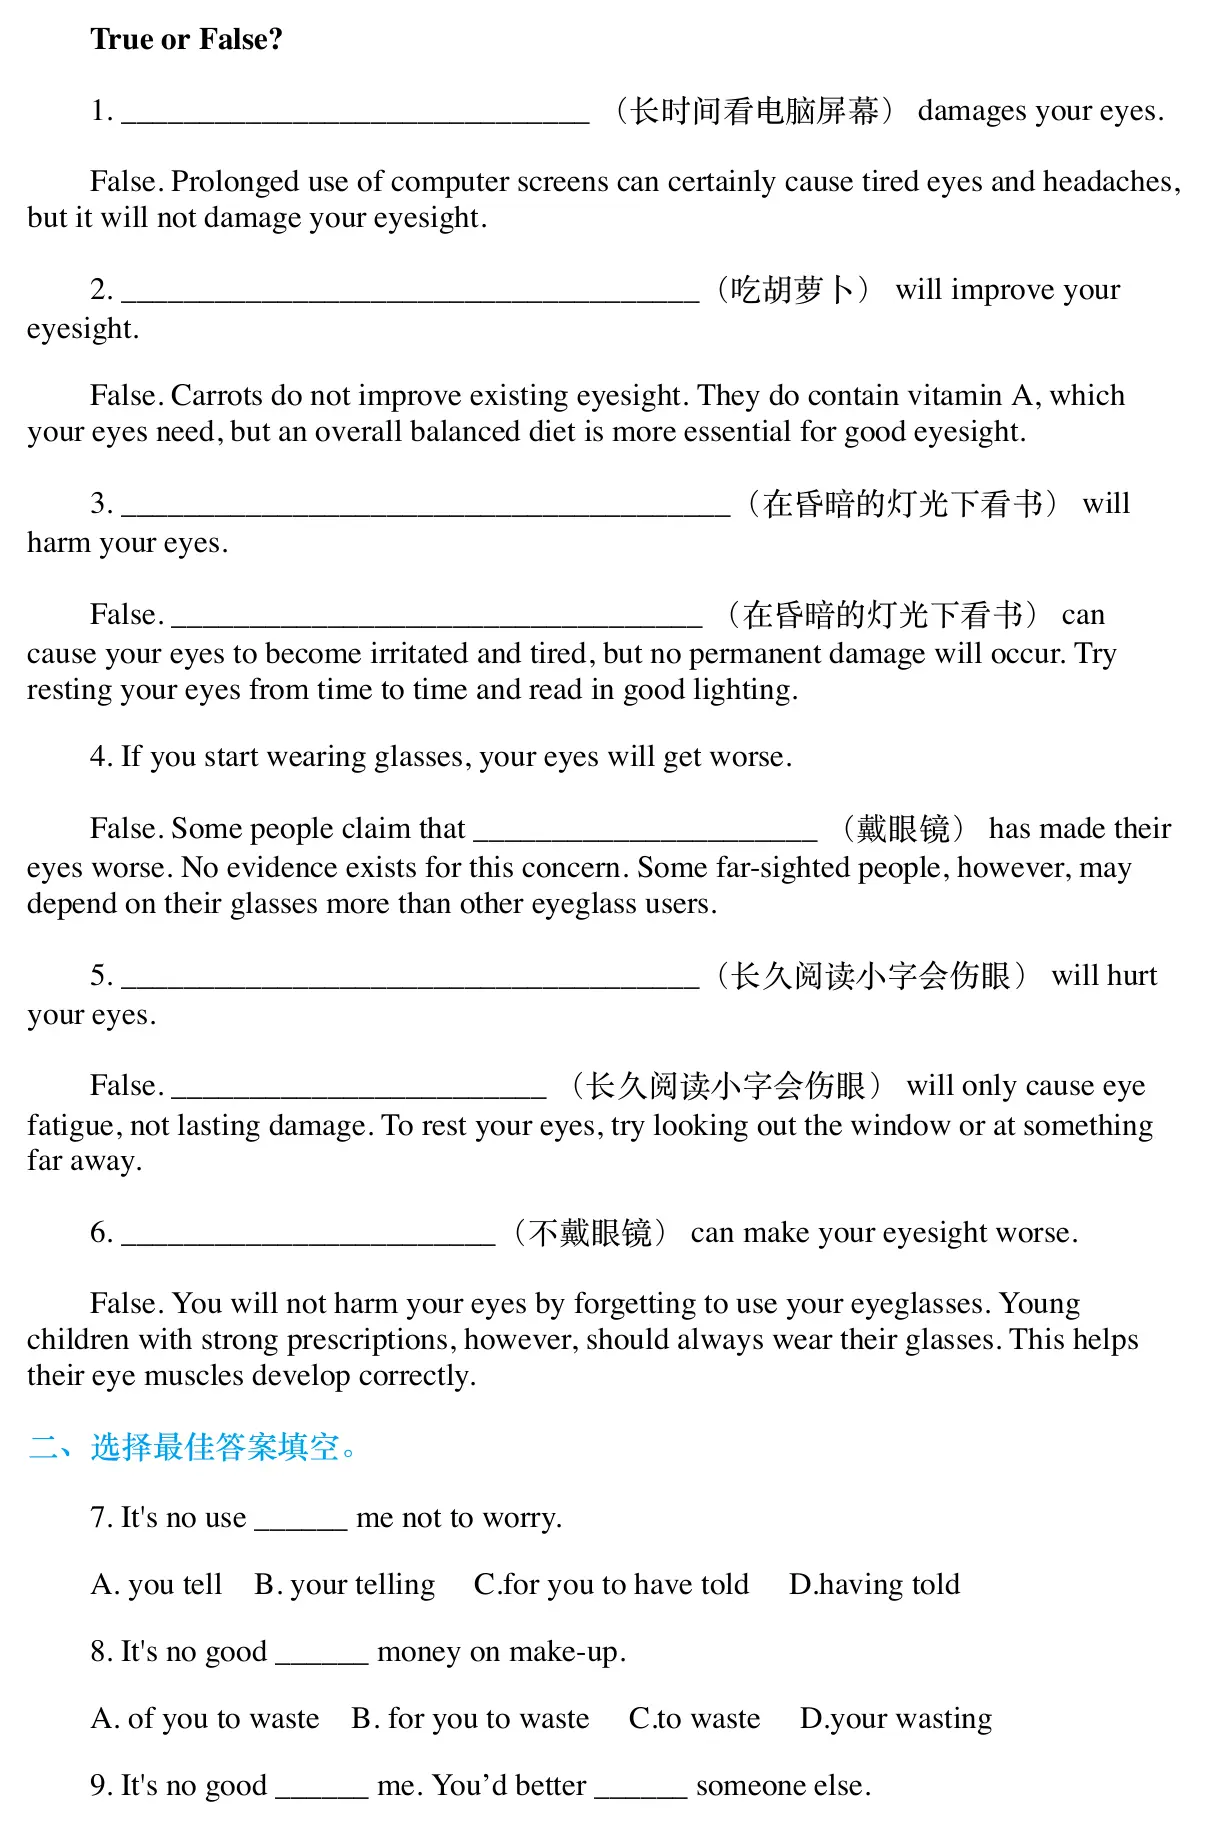 True or False?
1. ______________________________ （长时间看电脑屏幕） damages your eyes.
False. Prolonged use of computer screens can certainly cause tired eyes and headaches,
but it will not damage your eyesight.
2. _____________________________________（吃胡萝卜） will improve your
eyesight.
False. Carrots do not improve existing eyesight. They do contain vitamin A, which
your eyes need, but an overall balanced diet is more essential for good eyesight.
3. _______________________________________（在昏暗的灯光下看书） will
harm your eyes.
False. __________________________________ （在昏暗的灯光下看书） can
cause your eyes to become irritated and tired, but no permanent damage will occur. Try
resting your eyes from time to time and read in good lighting.
4. If you start wearing glasses, your eyes will get worse.
False. Some people claim that ______________________ （戴眼镜） has made their
eyes worse. No evidence exists for this concern. Some far-sighted people, however, may
depend on their glasses more than other eyeglass users.
5. _____________________________________（长久阅读小字会伤眼） will hurt
your eyes.
False. ________________________ （长久阅读小字会伤眼） will only cause eye
fatigue, not lasting damage. To rest your eyes, try looking out the window or at something
far away.
6. ________________________（不戴眼镜） can make your eyesight worse.
False. You will not harm your eyes by forgetting to use your eyeglasses. Young
children with strong prescriptions, however, should always wear their glasses. This helps
their eye muscles develop correctly.
二、选择最佳答案填空。
7. It's no use ______ me not to worry.
A. you tell B. your telling C.for you to have told D.having told
8. It's no good ______ money on make-up.
A. of you to waste B. for you to waste C.to waste D.your wasting
9. It's no good ______ me. You’d better ______ someone else.